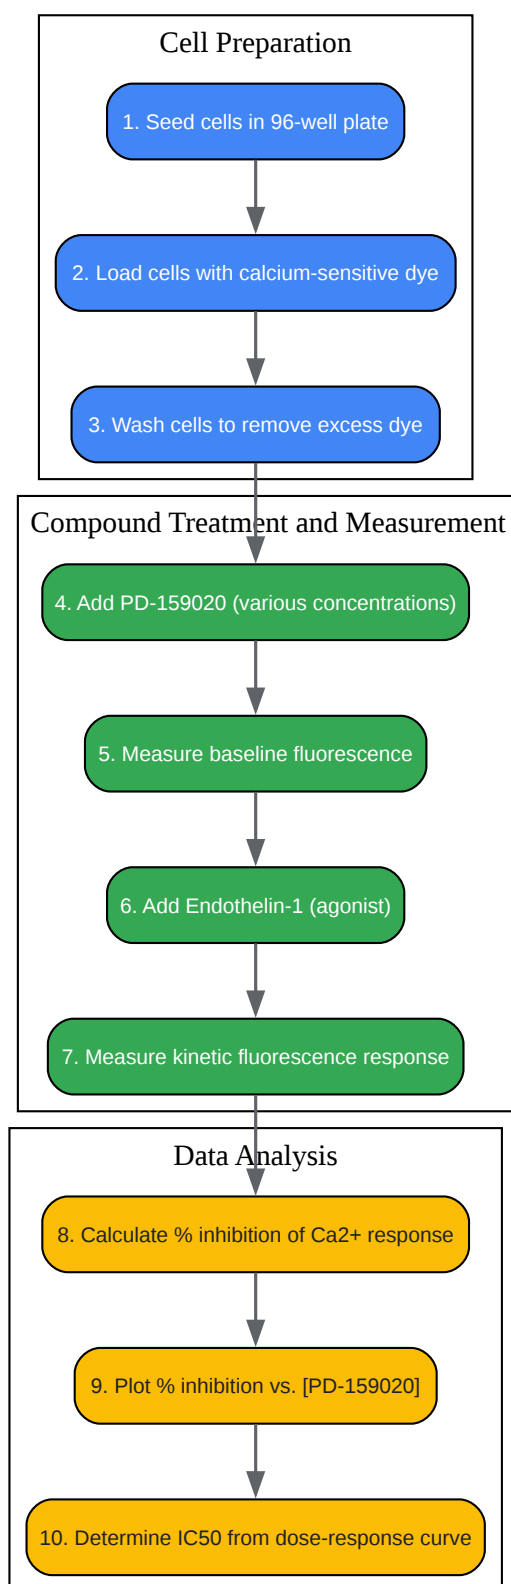 Cell Preparation
1. Seed cells in 96-well plate
2. Load cells with calcium-sensitive dye
3. Wash cells to remove excess dye
Compound Treatment and Measurement
4. Add PD-159020 (various concentrations)
5. Measure baseline fluorescence
6. Add Endothelin-1 (agonist)
7. Measure kinetic fluorescence response
Data Analysis
8. Calculate % inhibition of Ca2+ response
9. Plot % inhibition vs. [PD-159020]
10. Determine IC50 from dose-response curve